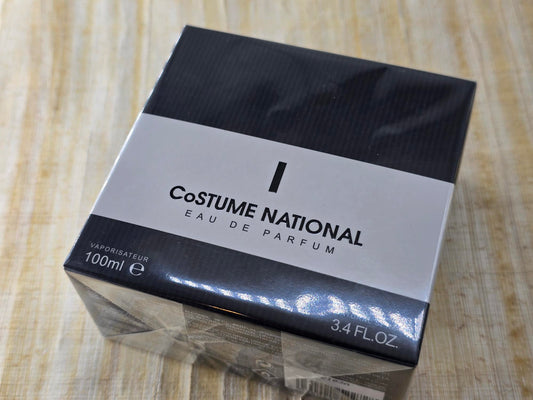 I
CoSTUME NATIONAL
EAU DE PARFUM
VAPORISATEUR
100ml ℮
3.4 FL.OZ.